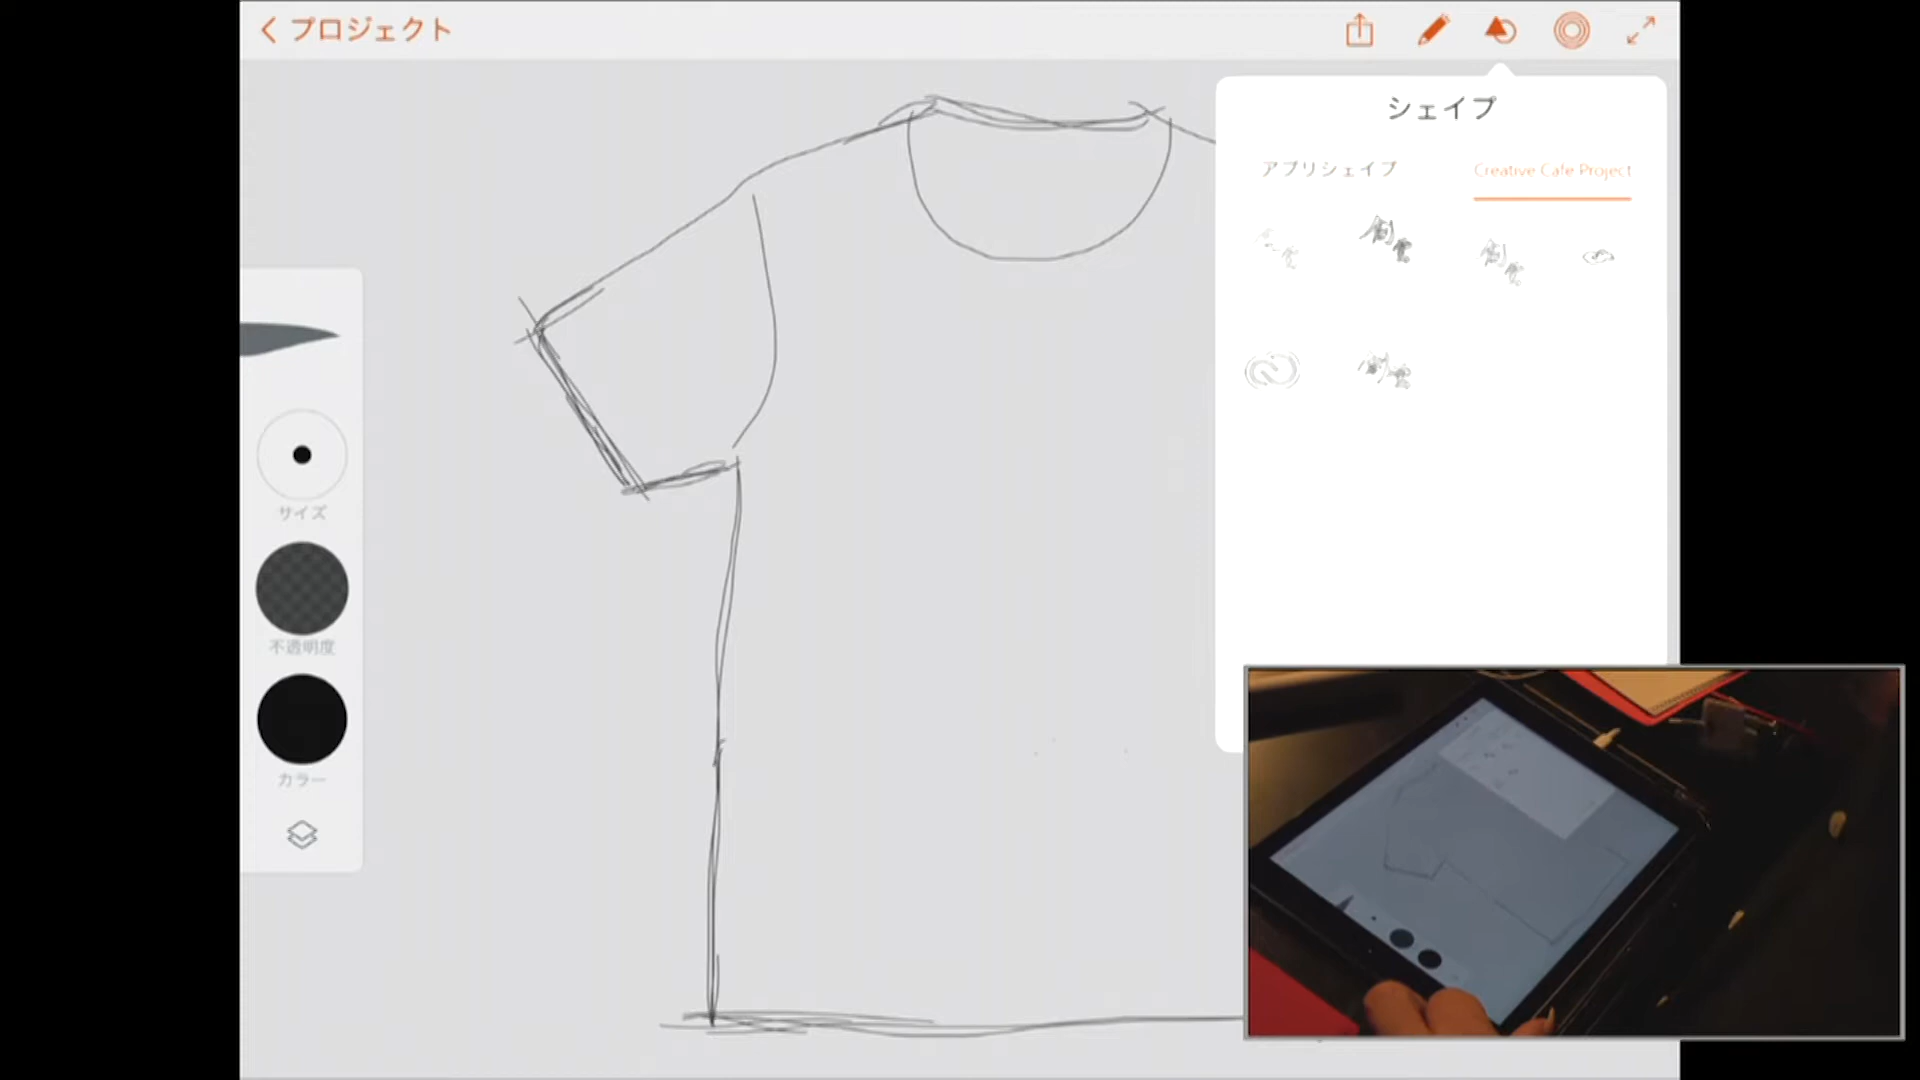 プロジェクト
シェイプ
アプリシェイプ
Creative Cafe Project
サイズ
不透明度
カラー